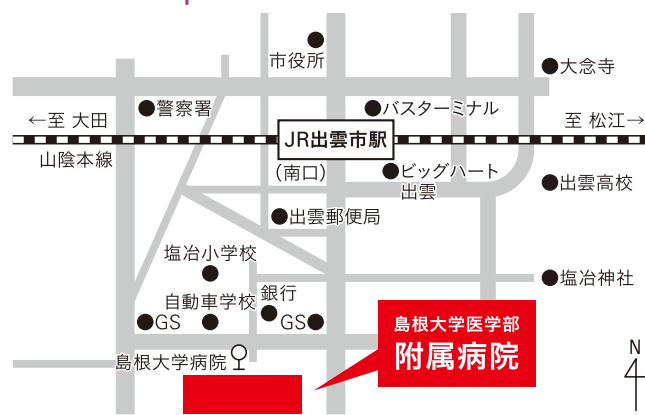 市役所
大念寺
警察署
バスターミナル
←至 大田
至 松江→
JR出雲市駅
山陰本線
（南口）
ビッグハート
出雲
出雲高校
出雲郵便局
塩冶小学校
塩冶神社
自動車学校
銀行
GS
GS
島根大学医学部
附属病院
島根大学病院
N